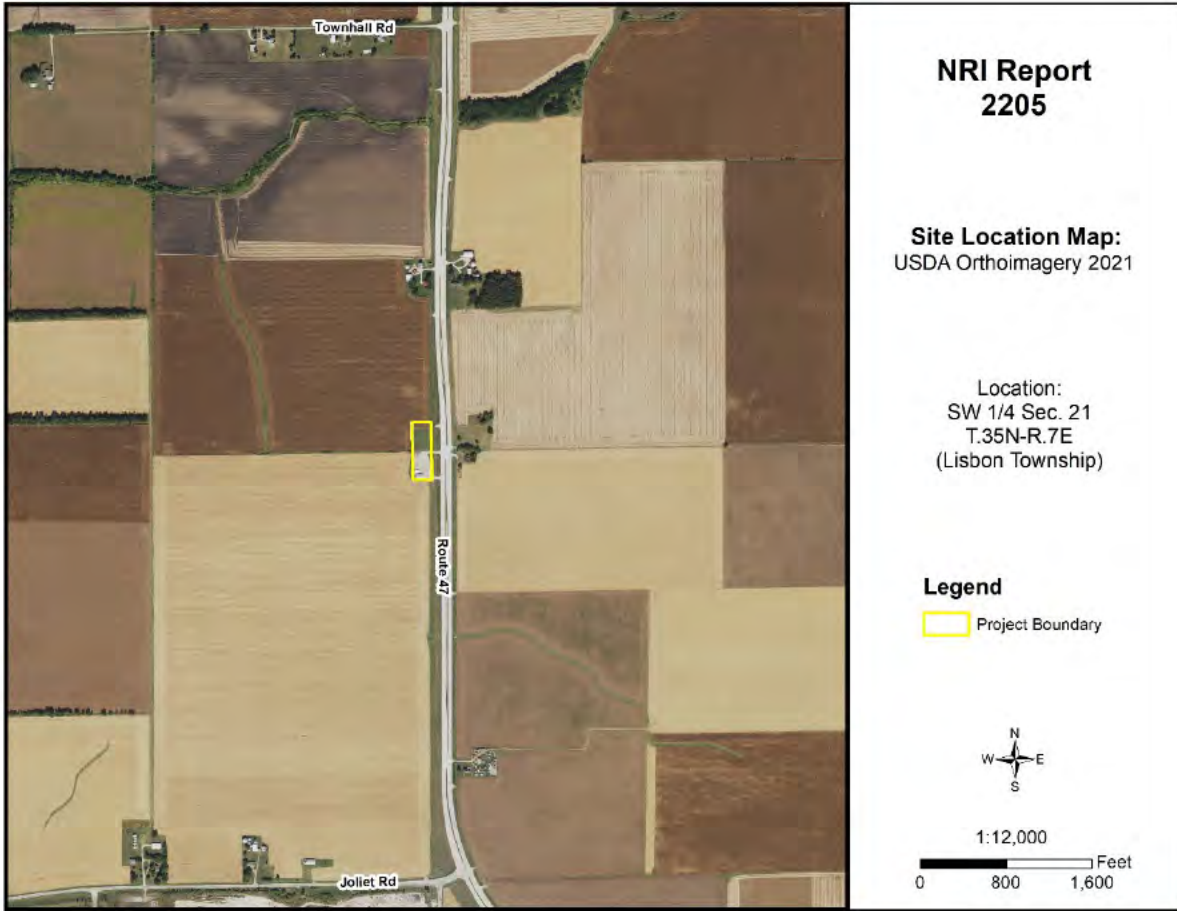 Townhall Rd
Route 47
Joliet Rd
NRI Report
2205
Site Location Map:
USDA Orthoimagery 2021
Location:
SW 1/4 Sec. 21
T.35N-R.7E
(Lisbon Township)
Legend
Project Boundary
N
W E
S
1:12,000
Feet
0 800 1,600